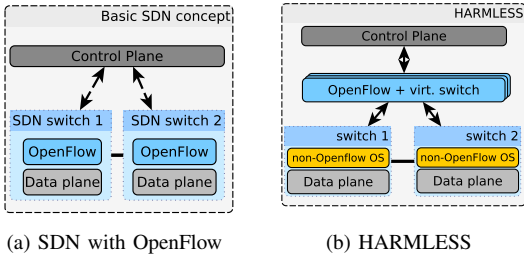 Basic SDN concept
Control Plane
SDN switch 1
SDN switch 2
OpenFlow
OpenFlow
Data plane
Data plane
(a) SDN with OpenFlow
HARMLESS
Control Plane
OpenFlow + virt. switch
switch 1
switch 2
non-Openflow OS
non-Openflow OS
Data plane
Data plane
(b) HARMLESS